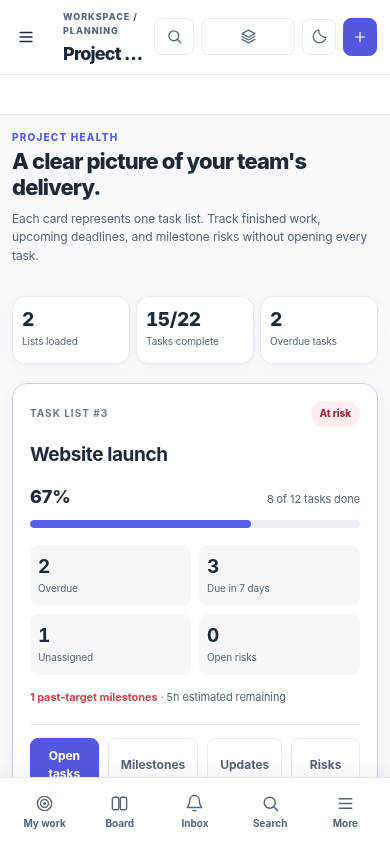 WORKSPACE /
PLANNING
Project ...
PROJECT HEALTH
A clear picture of your team's
delivery.
Each card represents one task list. Track finished work,
upcoming deadlines, and milestone risks without opening every
task.
2
Lists loaded
15/22
Tasks complete
2
Overdue tasks
TASK LIST #3
At risk
Website launch
67%
8 of 12 tasks done
2
Overdue
3
Due in 7 days
1
Unassigned
0
Open risks
1 past-target milestones · 5h estimated remaining
Open
tasks
Milestones
Updates
Risks
My work
Board
Inbox
Search
More